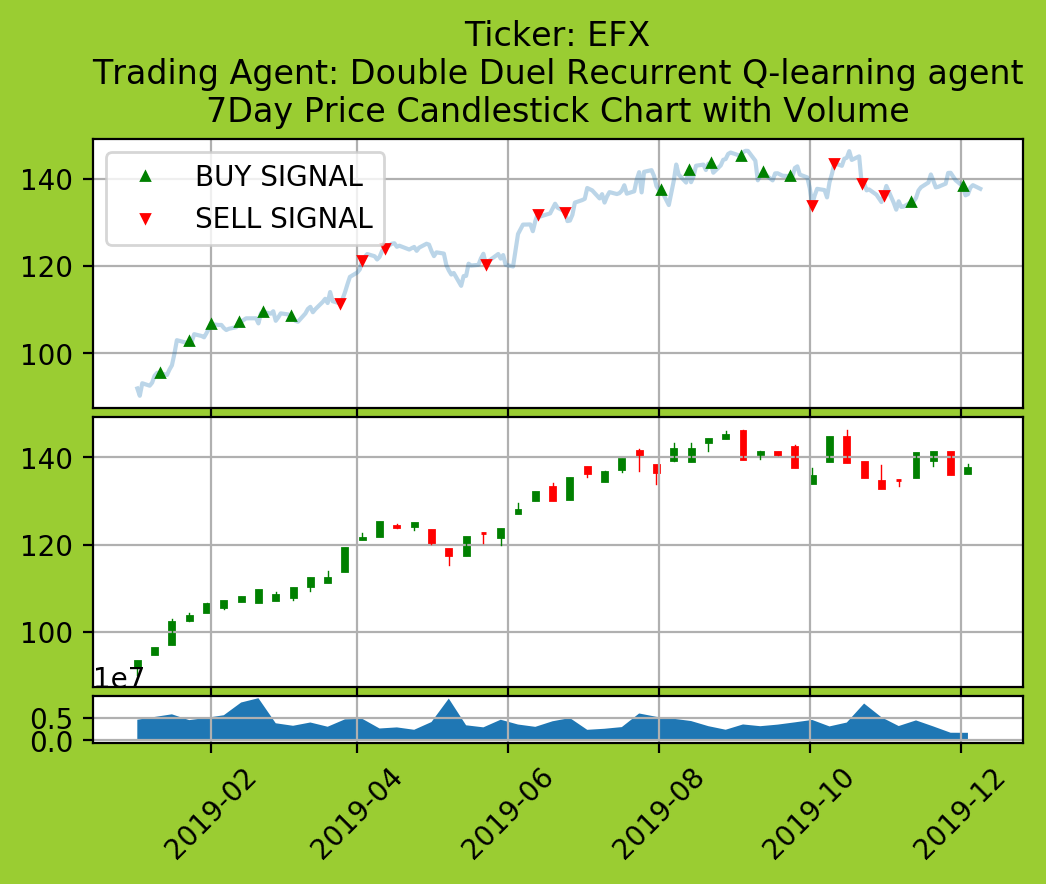 Ticker: EFX
Trading Agent: Double Duel Recurrent Q-learning agent
7Day Price Candlestick Chart with Volume
BUY SIGNAL
SELL SIGNAL
140
120
100
140
120
100
1e7
0.5
0.0
2019-02
2019-04
2019-06
2019-08
2019-10
2019-12